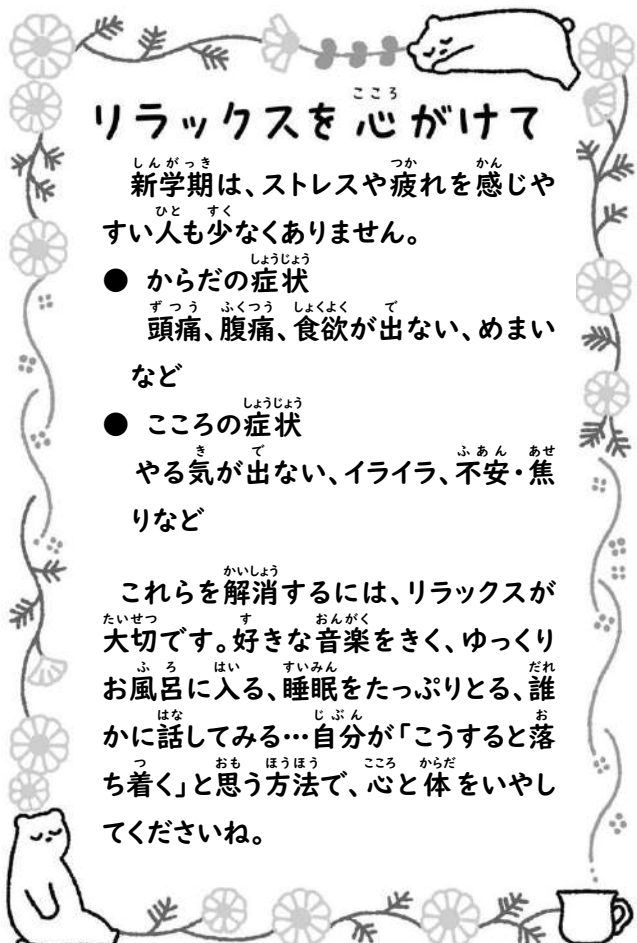 リラックスを心がけて
新学期は、ストレスや疲れを感じや
すい人も少なくありません。
● からだの症状
頭痛、腹痛、食欲が出ない、めまい
など
● こころの症状
やる気が出ない、イライラ、不安・焦
りなど
これらを解消するには、リラックスが
大切です。好きな音楽をきく、ゆっくり
お風呂に入る、睡眠をたっぷりとる、誰
かに話してみる…自分が「こうすると落
ち着く」と思う方法で、心と体をいやし
てくださいね。